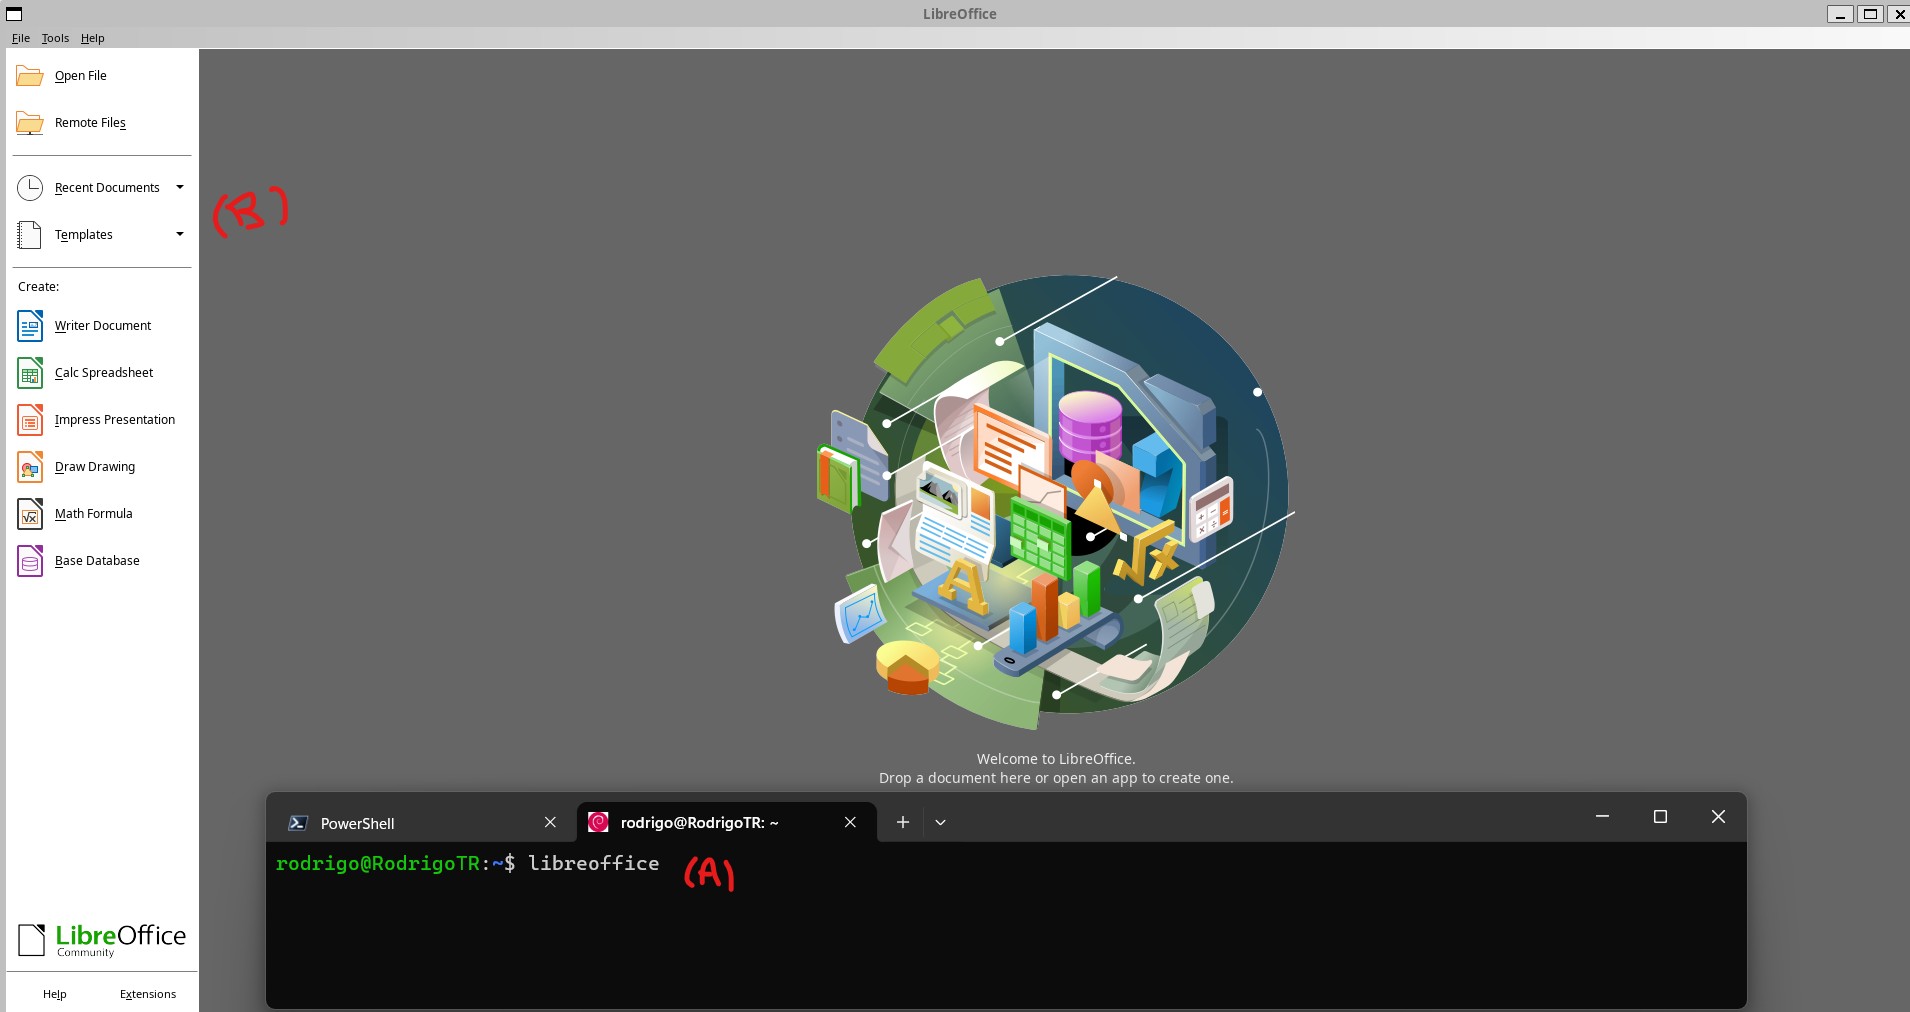 LibreOffice
File Tools Help
Open File
Remote Files
Recent Documents
Templates
(B)
Create:
Writer Document
Calc Spreadsheet
Impress Presentation
Draw Drawing
Math Formula
Base Database
Welcome to LibreOffice.
Drop a document here or open an app to create one.
PowerShell
rodrigo@RodrigoTR: ~
rodrigo@RodrigoTR:~$ libreoffice (A)
LibreOffice
Community
Help Extensions